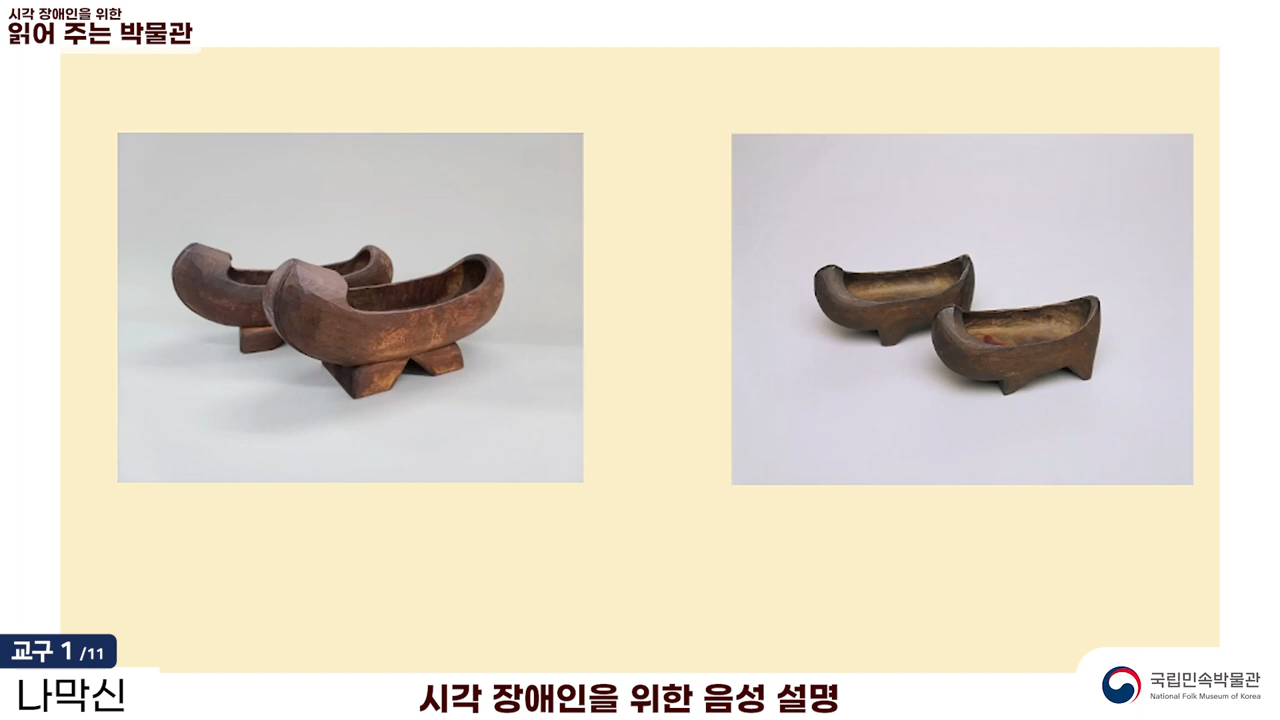 시각 장애인을 위한
읽어 주는 박물관
교구 1 /11
나막신
시각 장애인을 위한 음성 설명
국립민속박물관
National Folk Museum of Korea